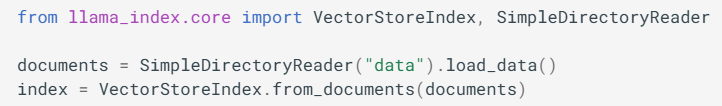 from llama_index.core import VectorStoreIndex, SimpleDirectoryReader
documents = SimpleDirectoryReader("data").load_data()
index = VectorStoreIndex.from_documents(documents)